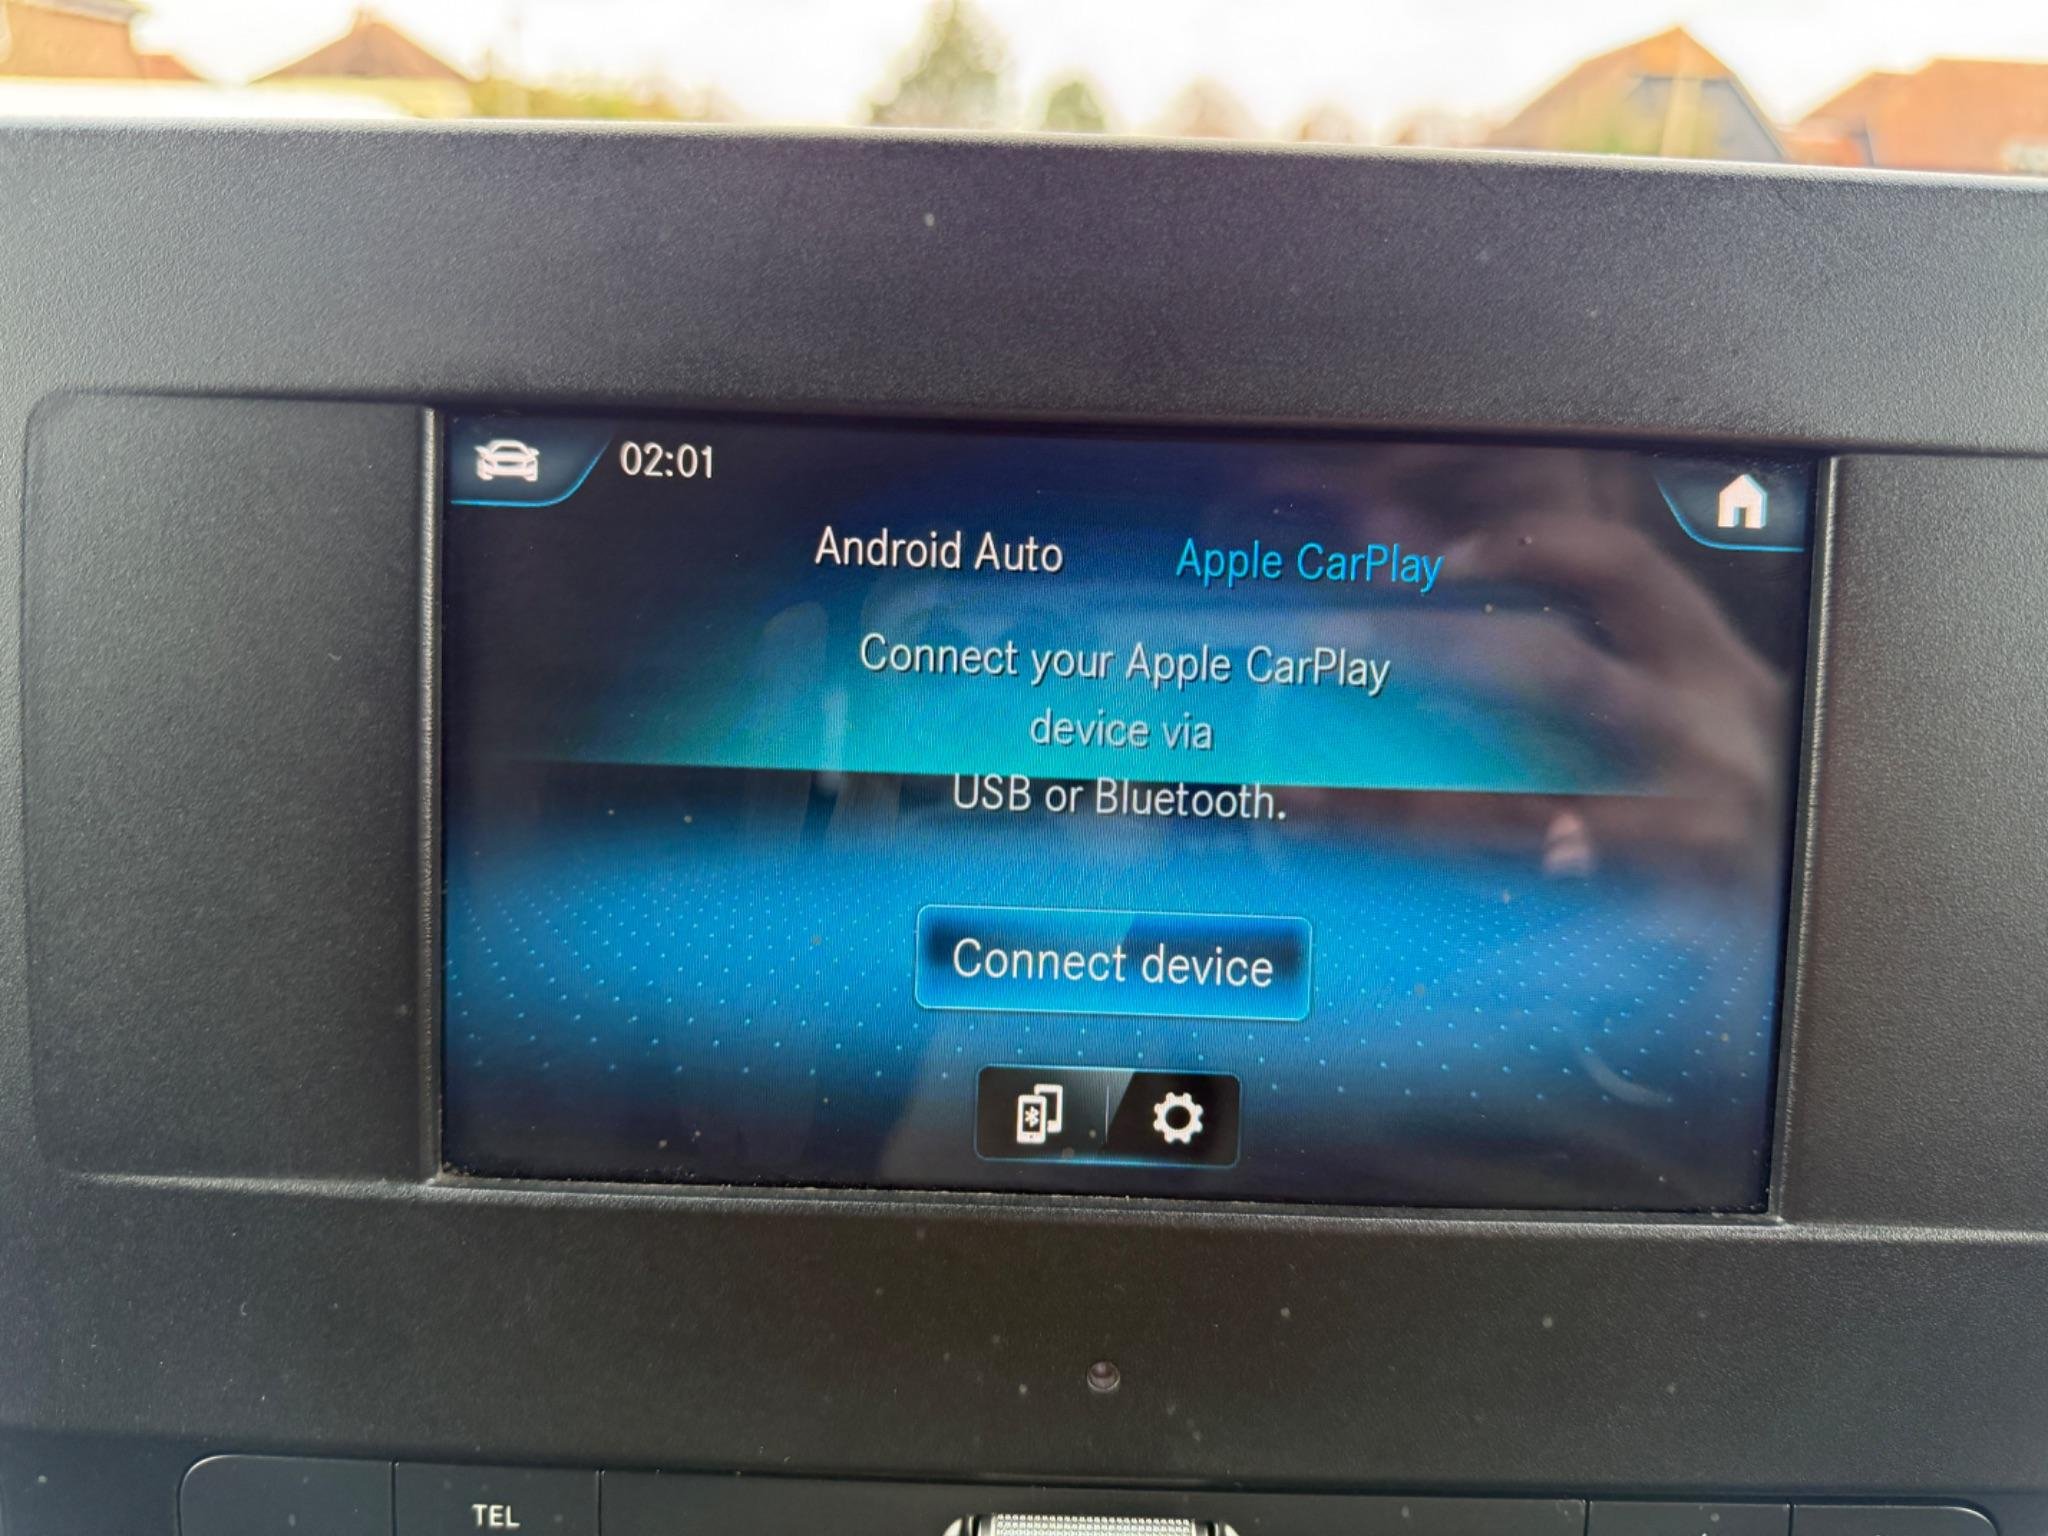 02:01
Android Auto Apple CarPlay
Connect your Apple CarPlay
device via
USB or Bluetooth.
Connect device
TEL